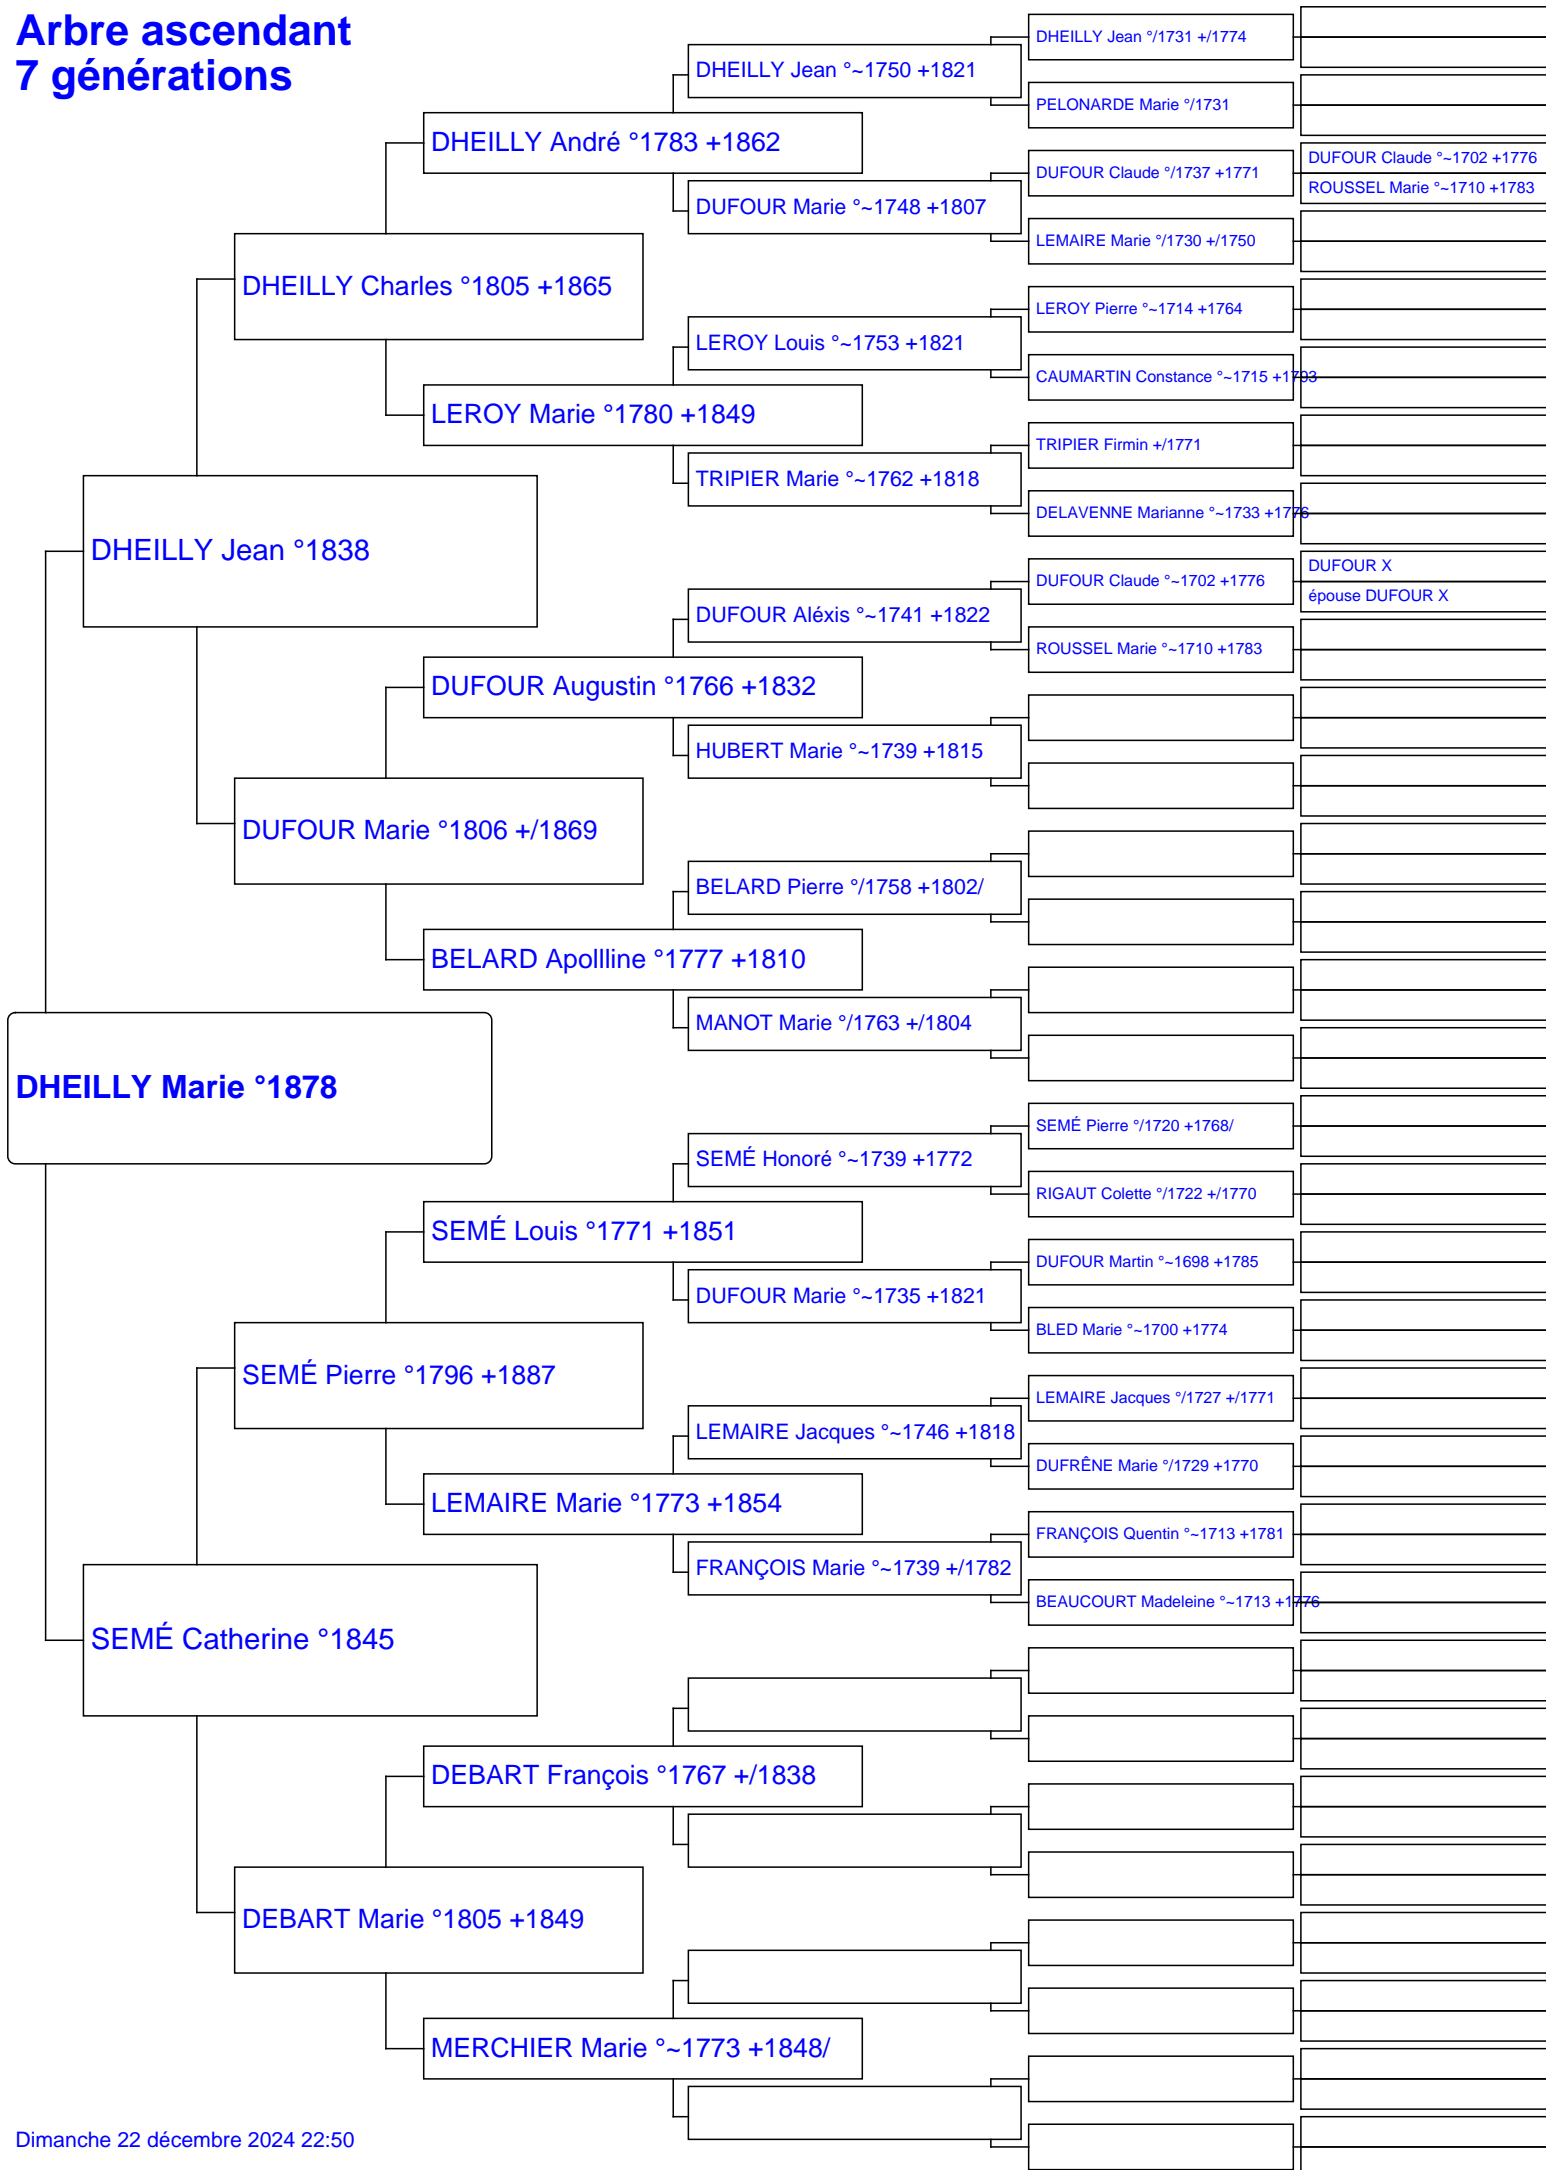 Arbre ascendant
7 générations
DHEILLY Marie °1878
DHEILLY Jean °1838
SEMÉ Catherine °1845
DHEILLY Charles °1805 +1865
DUFOUR Marie °1806 +/1869
SEMÉ Pierre °1796 +1887
DEBART Marie °1805 +1849
DHEILLY André °1783 +1862
LEROY Marie °1780 +1849
DUFOUR Augustin °1766 +1832
BELARD Apollline °1777 +1810
SEMÉ Louis °1771 +1851
LEMAIRE Marie °1773 +1854
DEBART François °1767 +/1838
MERCHIER Marie °~1773 +1848/
DHEILLY Jean °~1750 +1821
DUFOUR Marie °~1748 +1807
LEROY Louis °~1753 +1821
TRIPIER Marie °~1762 +1818
DUFOUR Aléxis °~1741 +1822
HUBERT Marie °~1739 +1815
BELARD Pierre °/1758 +1802/
MANOT Marie °/1763 +/1804
SEMÉ Honoré °~1739 +1772
DUFOUR Marie °~1735 +1821
LEMAIRE Jacques °~1746 +1818
FRANÇOIS Marie °~1739 +/1782
DHEILLY Jean °/1731 +/1774
PELONARDE Marie °/1731
DUFOUR Claude °/1737 +1771
LEMAIRE Marie °/1730 +/1750
LEROY Pierre °~1714 +1764
CAUMARTIN Constance °~1715 +1793
TRIPIER Firmin +/1771
DELAVENNE Marianne °~1733 +1776
DUFOUR Claude °~1702 +1776
ROUSSEL Marie °~1710 +1783
SEMÉ Pierre °/1720 +1768/
RIGAUT Colette °/1722 +/1770
DUFOUR Martin °~1698 +1785
BLED Marie °~1700 +1774
LEMAIRE Jacques °/1727 +/1771
DUFRÊNE Marie °/1729 +1770
FRANÇOIS Quentin °~1713 +1781
BEAUCOURT Madeleine °~1713 +1776
DUFOUR Claude °~1702 +1776
ROUSSEL Marie °~1710 +1783
DUFOUR X
épouse DUFOUR X
Dimanche 22 décembre 2024 22:50